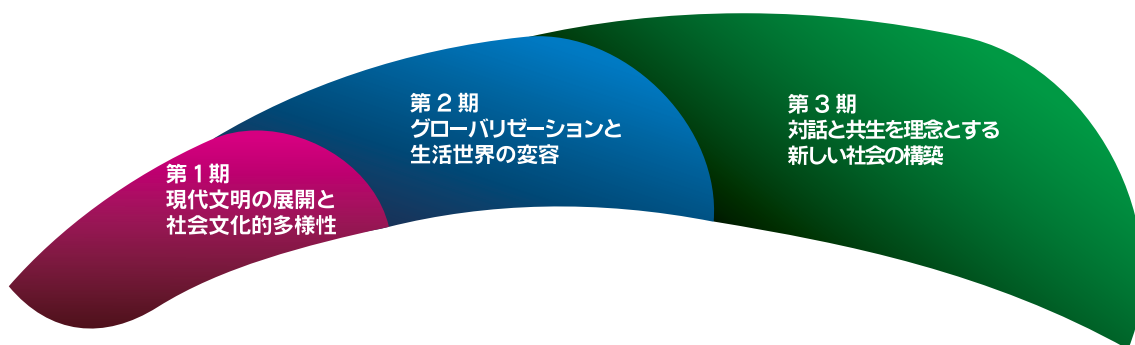 第1期
現代文明の展開と
社会文化的多様性
第2期
グローバリゼーションと
生活世界の変容
第3期
対話と共生を理念とする
新しい社会の構築